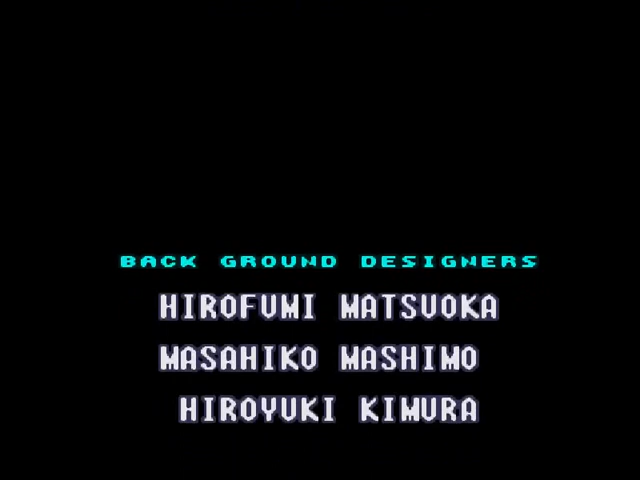 BACK GROUND DESIGNERS
HIROFUMI MATSUOKA
MASAHIKO MASHIMO
HIROYUKI KIMURA